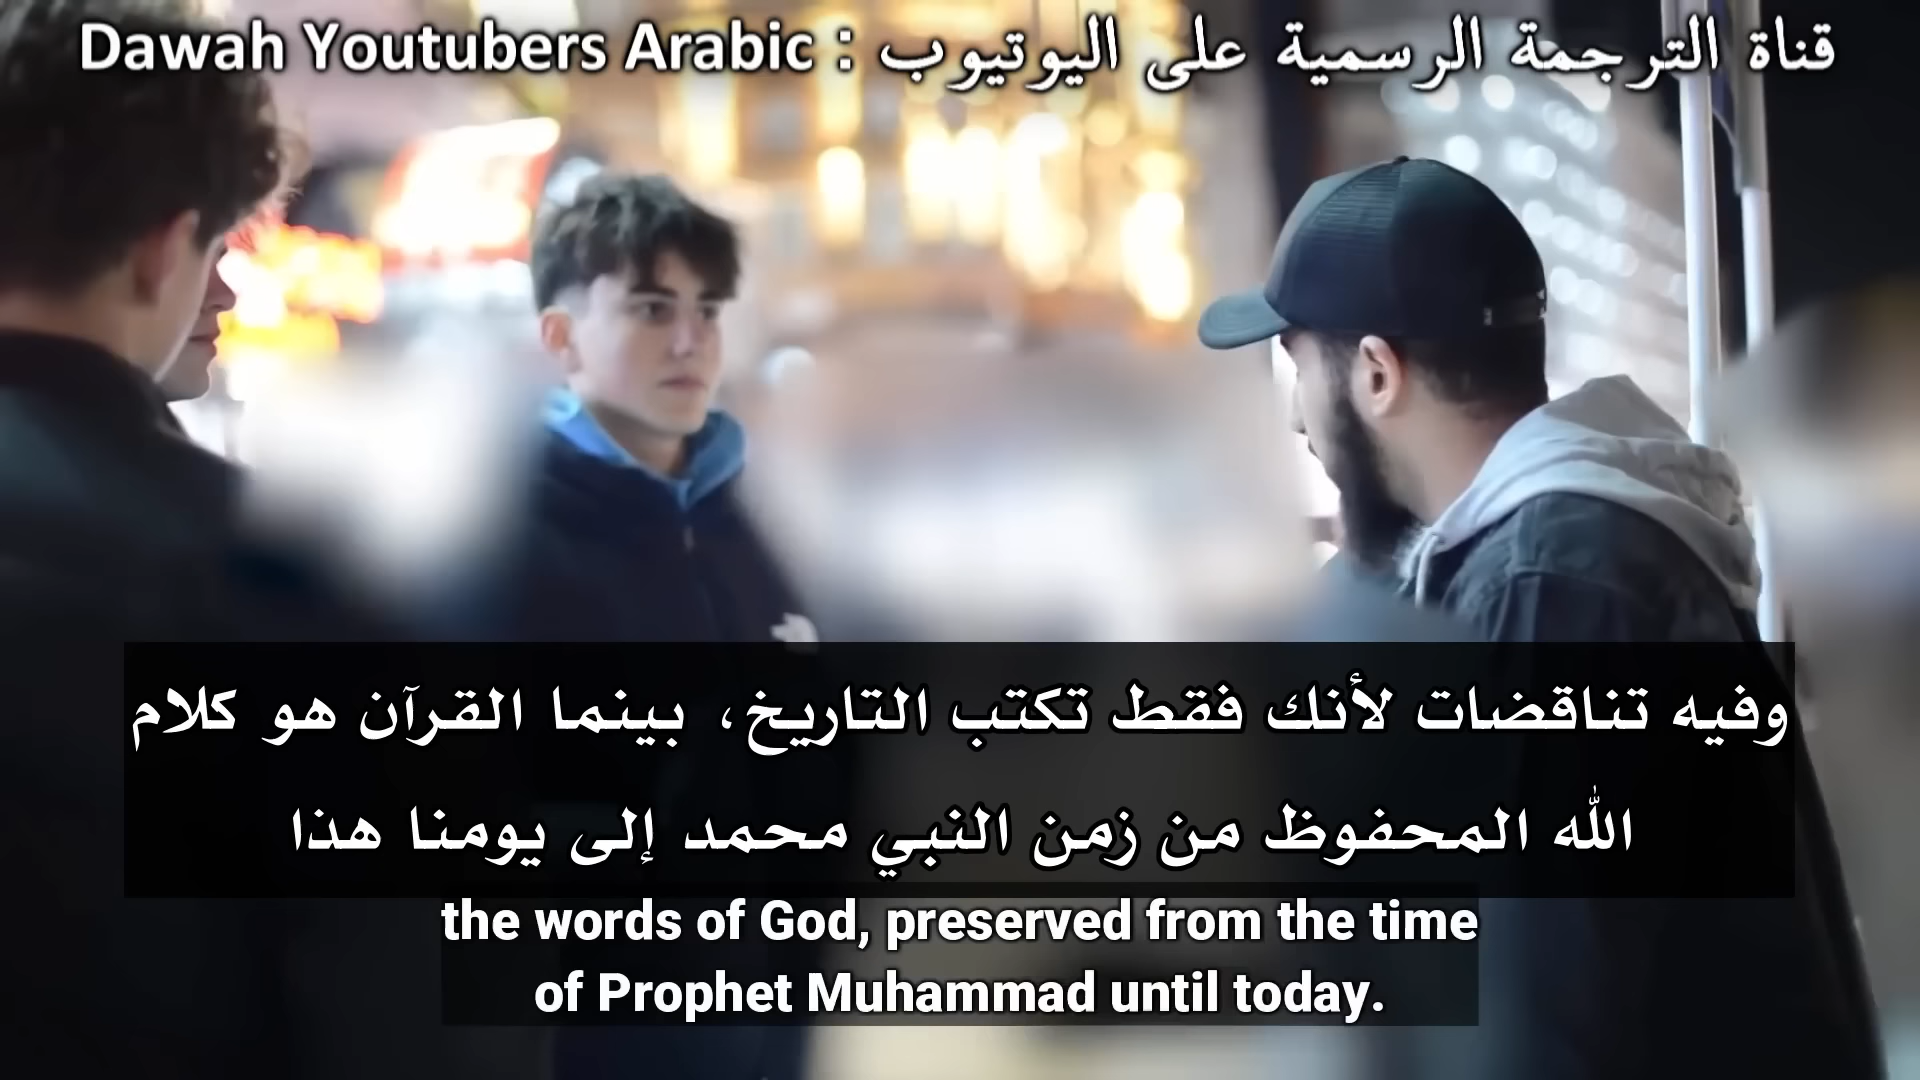 قناة الترجمة الرسمية على اليوتيوب : Dawah Youtubers Arabic
وفيه تناقضات لأنك فقط تكتب التاريخ، بينما القرآن هو كلام
الله المحفوظ من زمن النبي محمد إلى يومنا هذا
the words of God, preserved from the time
of Prophet Muhammad until today.